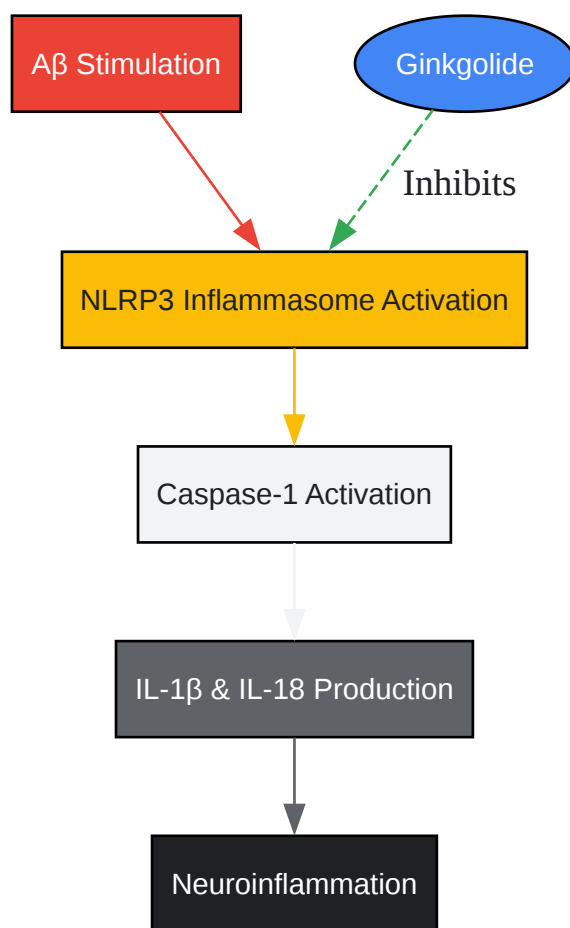 Aβ Stimulation
Ginkgolide
Inhibits
NLRP3 Inflammasome Activation
Caspase-1 Activation
IL-1β & IL-18 Production
Neuroinflammation